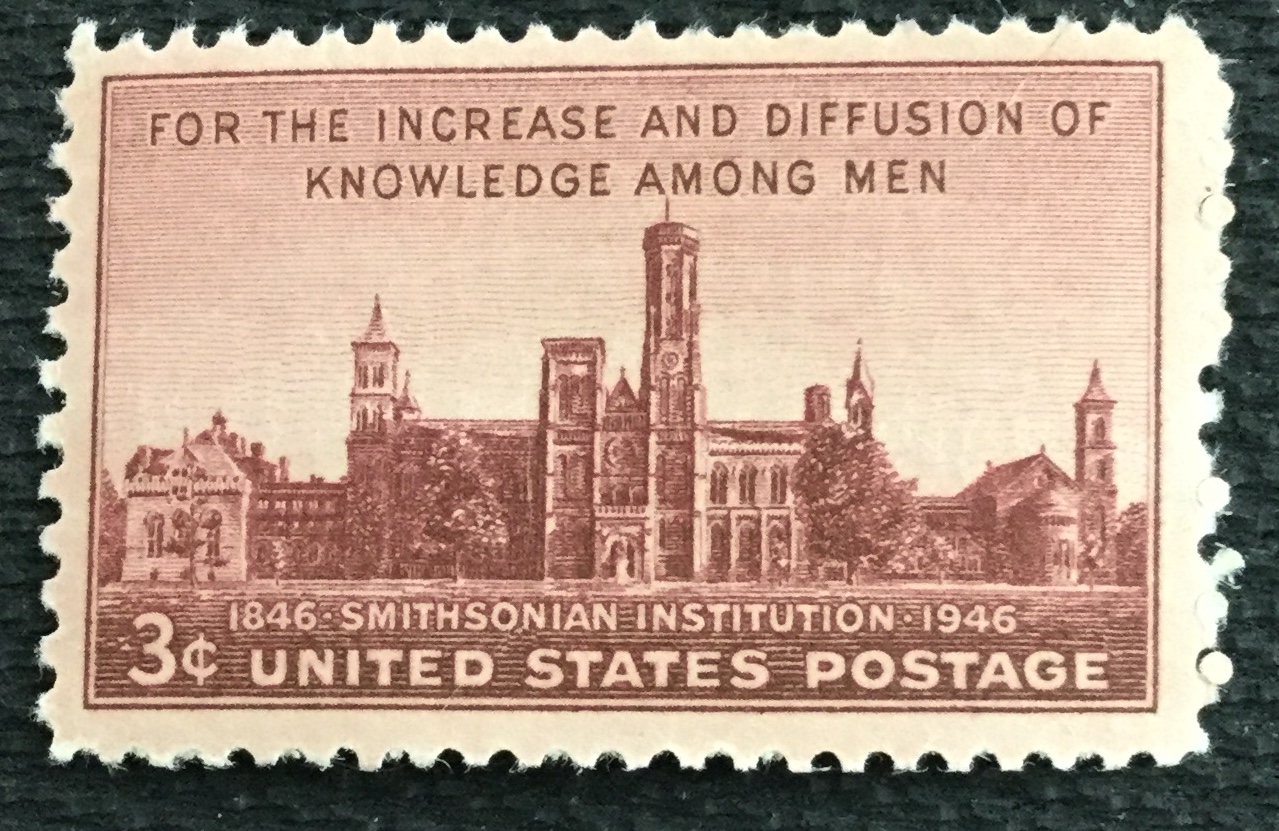 FOR THE INCREASE AND DIFFUSION OF
KNOWLEDGE AMONG MEN
1846·SMITHSONIAN INSTITUTION·1946
3¢ UNITED STATES POSTAGE